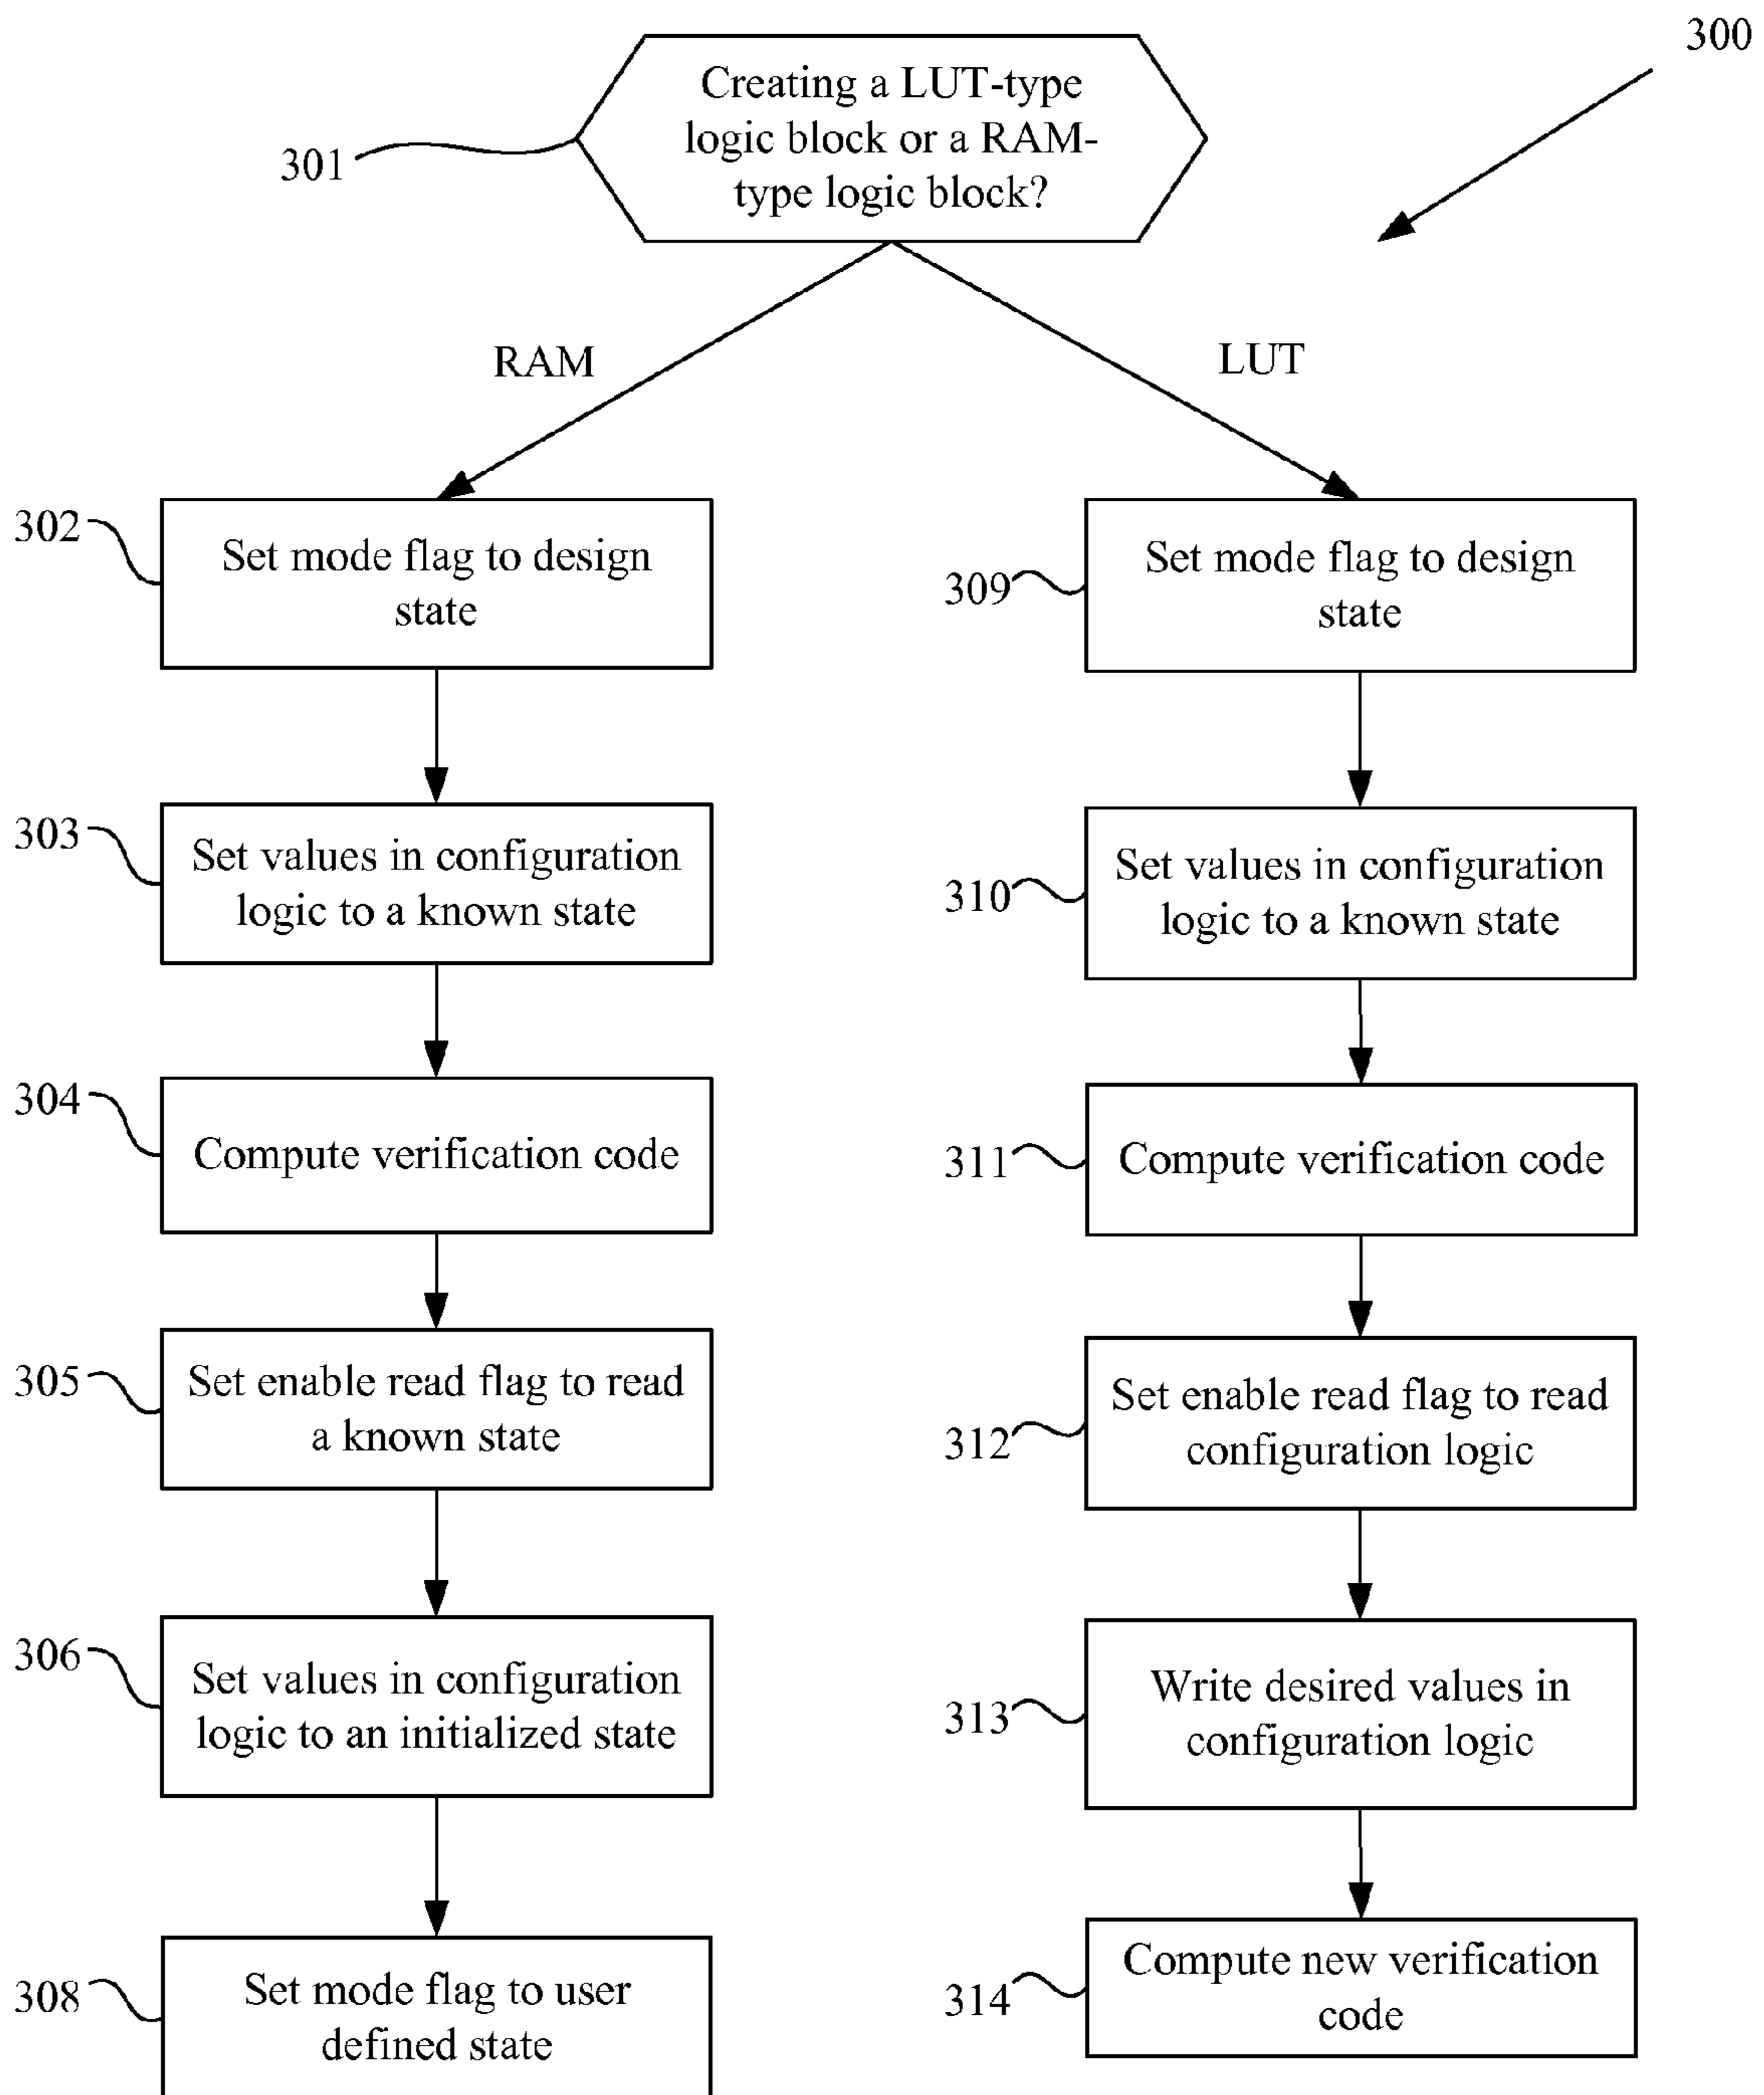 300
Creating a LUT-type
logic block or a RAM-
type logic block?
301
RAM
LUT
302
Set mode flag to design
state
303
Set values in configuration
logic to a known state
304
Compute verification code
305
Set enable read flag to read
a known state
306
Set values in configuration
logic to an initialized state
308
Set mode flag to user
defined state
309
Set mode flag to design
state
310
Set values in configuration
logic to a known state
311
Compute verification code
312
Set enable read flag to read
configuration logic
313
Write desired values in
configuration logic
314
Compute new verification
code